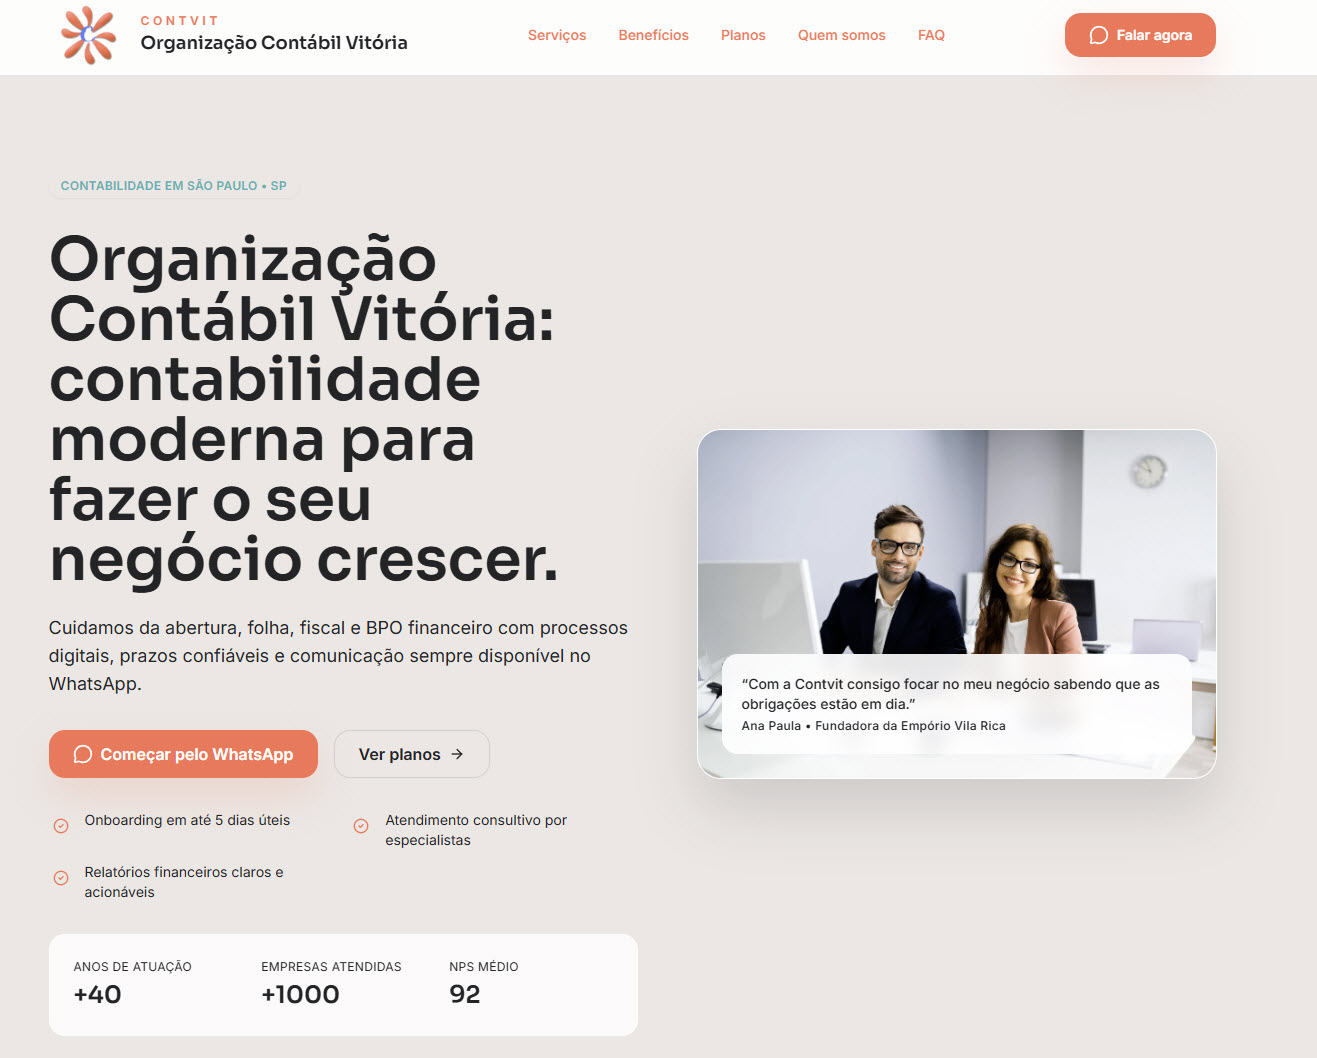 CONTVIT
Organização Contábil Vitória
Serviços
Benefícios
Planos
Quem somos
FAQ
Falar agora
CONTABILIDADE EM SÃO PAULO • SP
Organização
Contábil Vitória:
contabilidade
moderna para
fazer o seu
negócio crescer.
Cuidamos da abertura, folha, fiscal e BPO financeiro com processos
digitais, prazos confiáveis e comunicação sempre disponível no
WhatsApp.
Começar pelo WhatsApp
Ver planos →
Onboarding em até 5 dias úteis
Atendimento consultivo por
especialistas
Relatórios financeiros claros e
acionáveis
ANOS DE ATUAÇÃO
+40
EMPRESAS ATENDIDAS
+1000
NPS MÉDIO
92
“Com a Contvit consigo focar no meu negócio sabendo que as
obrigações estão em dia.”
Ana Paula • Fundadora da Empório Vila Rica